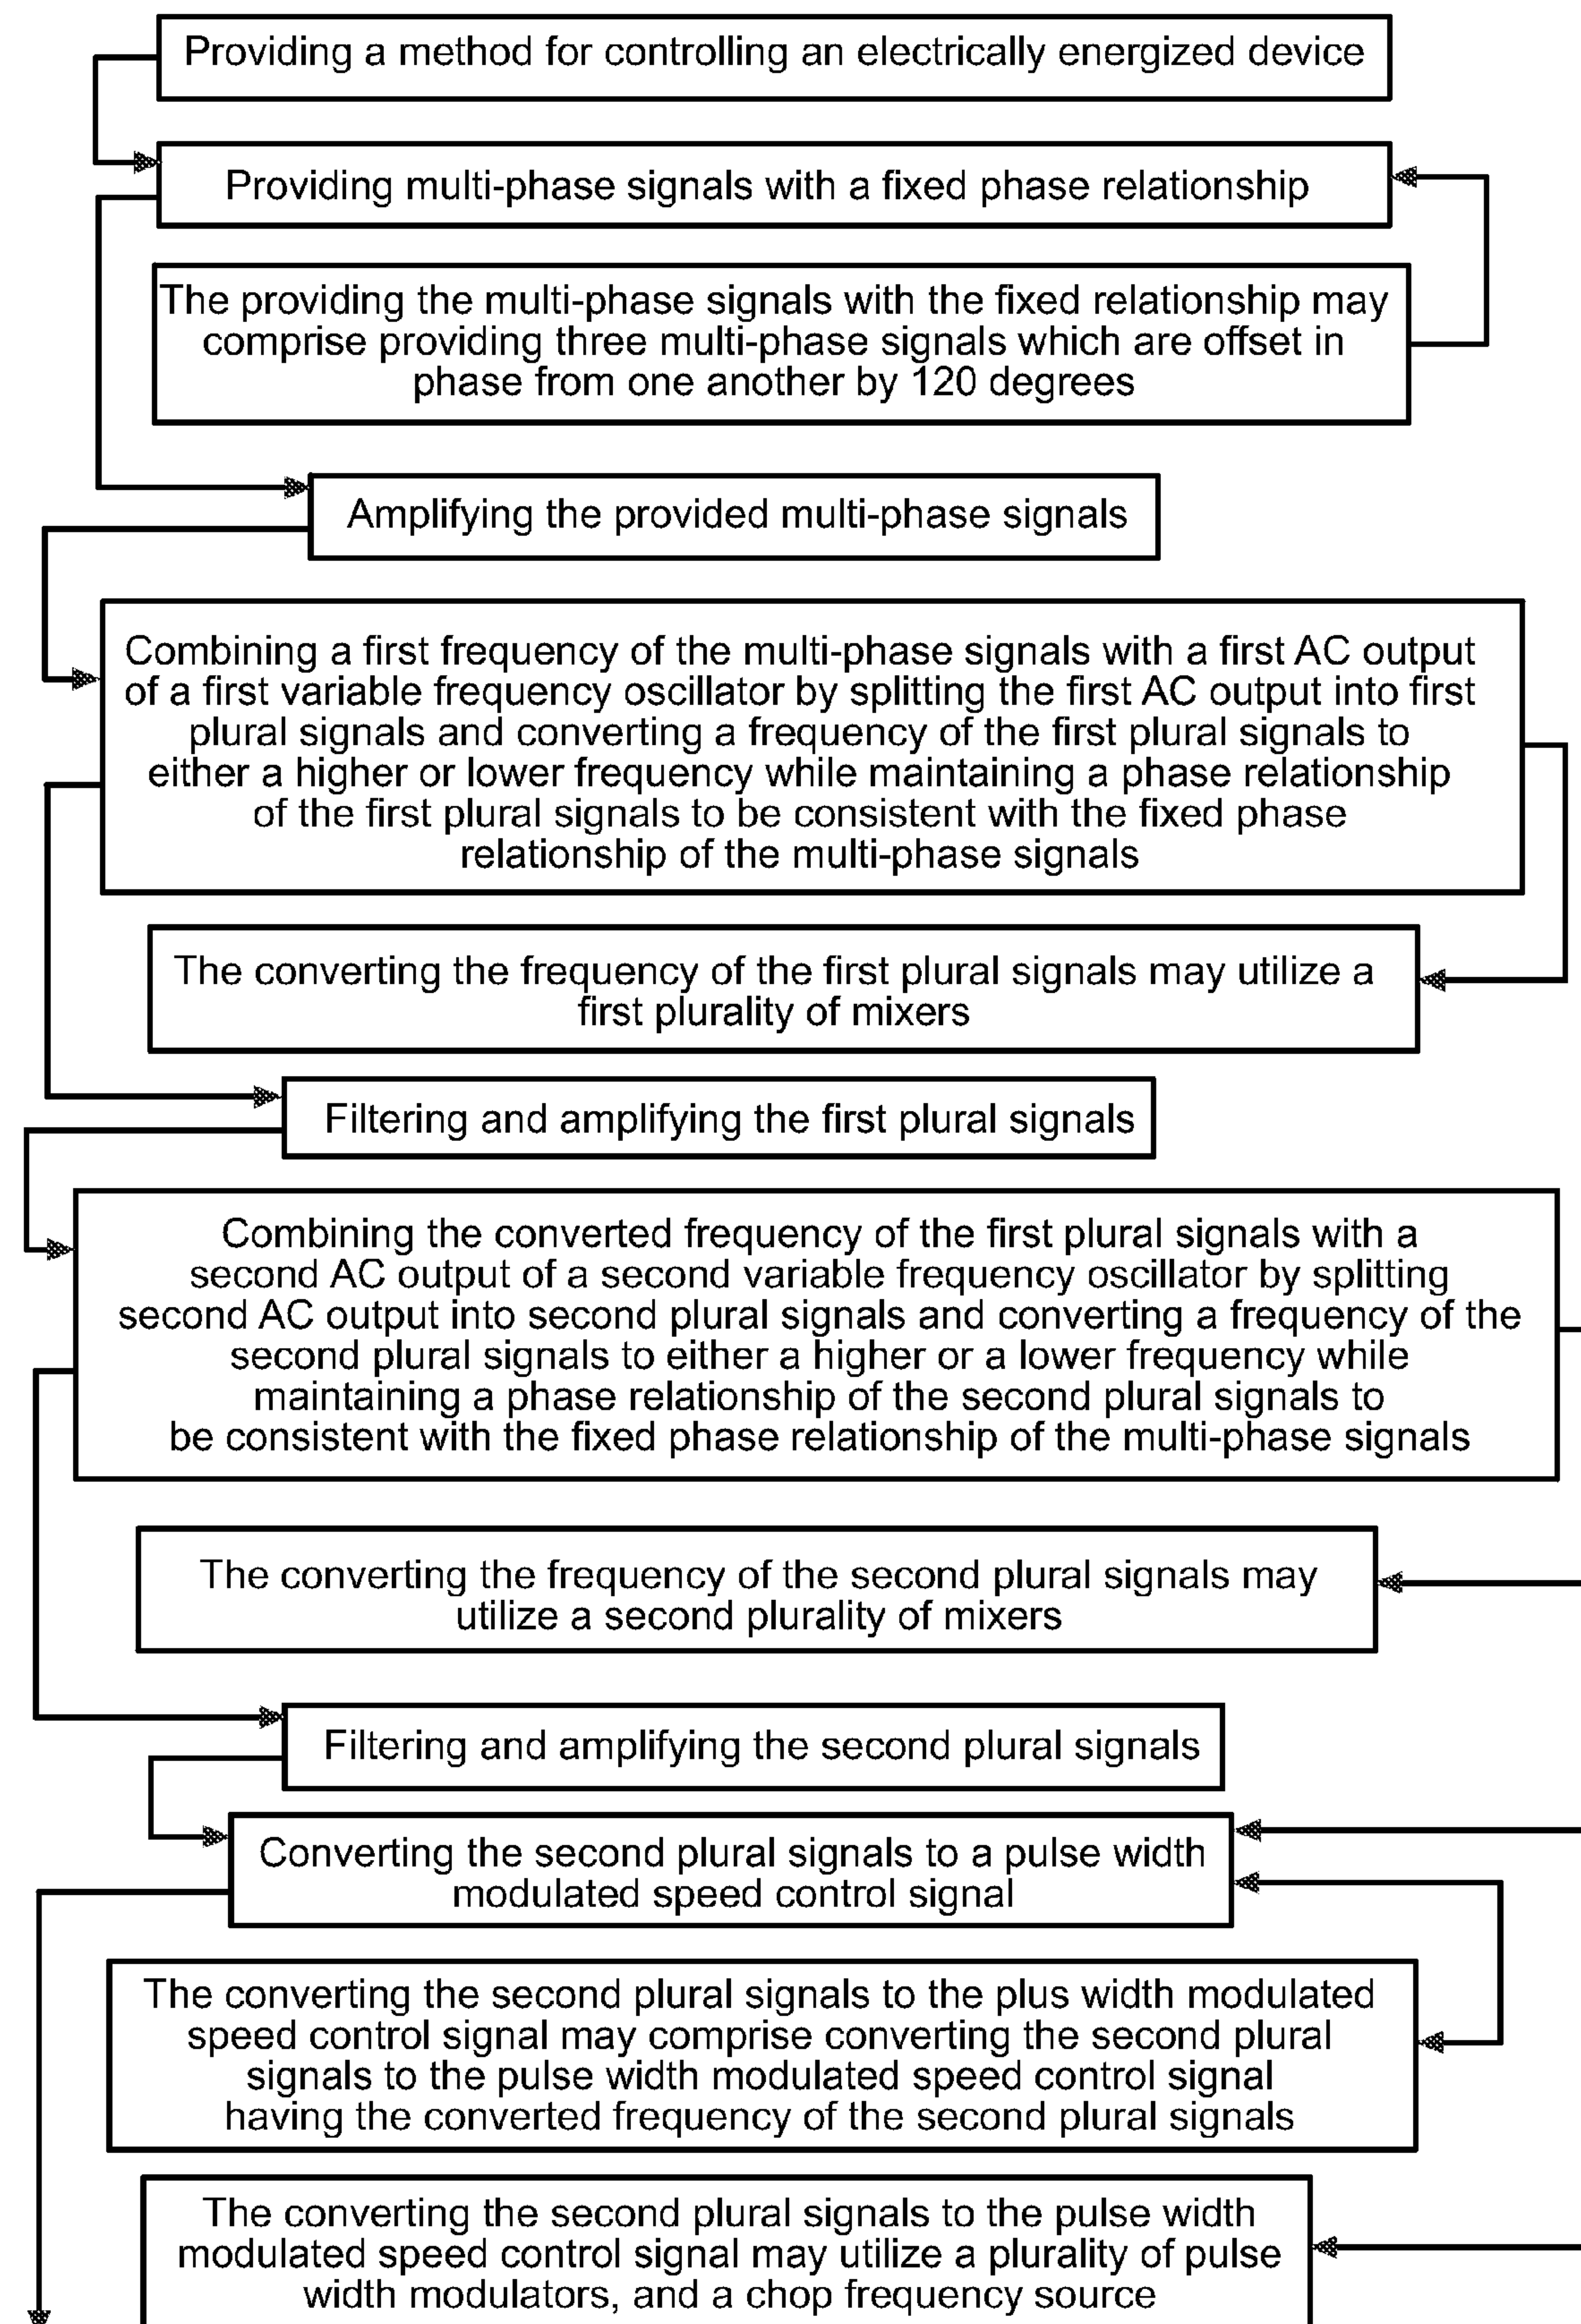 Providing a method for controlling an electrically energized device
Providing multi-phase signals with a fixed phase relationship
The providing the multi-phase signals with the fixed relationship may
comprise providing three multi-phase signals which are offset in
phase from one another by 120 degrees
Amplifying the provided multi-phase signals
Combining a first frequency of the multi-phase signals with a first AC output
of a first variable frequency oscillator by splitting the first AC output into first
plural signals and converting a frequency of the first plural signals to
either a higher or lower frequency while maintaining a phase relationship
of the first plural signals to be consistent with the fixed phase
relationship of the multi-phase signals
The converting the frequency of the first plural signals may utilize a
first plurality of mixers
Filtering and amplifying the first plural signals
Combining the converted frequency of the first plural signals with a
second AC output of a second variable frequency oscillator by splitting
second AC output into second plural signals and converting a frequency of the
second plural signals to either a higher or a lower frequency while
maintaining a phase relationship of the second plural signals to
be consistent with the fixed phase relationship of the multi-phase signals
The converting the frequency of the second plural signals may
utilize a second plurality of mixers
Filtering and amplifying the second plural signals
Converting the second plural signals to a pulse width
modulated speed control signal
The converting the second plural signals to the plus width modulated
speed control signal may comprise converting the second plural
signals to the pulse width modulated speed control signal
having the converted frequency of the second plural signals
The converting the second plural signals to the pulse width
modulated speed control signal may utilize a plurality of pulse
width modulators, and a chop frequency source